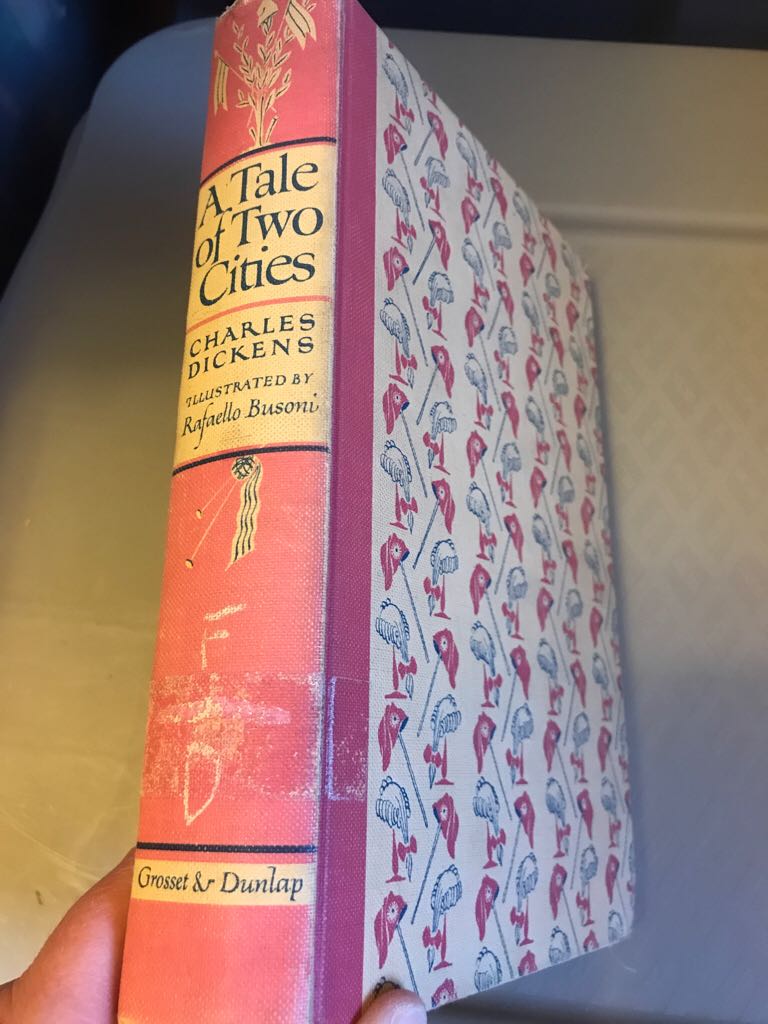 A Tale
of Two
Cities
CHARLES
DICKENS
ILLUSTRATED BY
Rafaello Busoni
F
D
Grosset & Dunlap